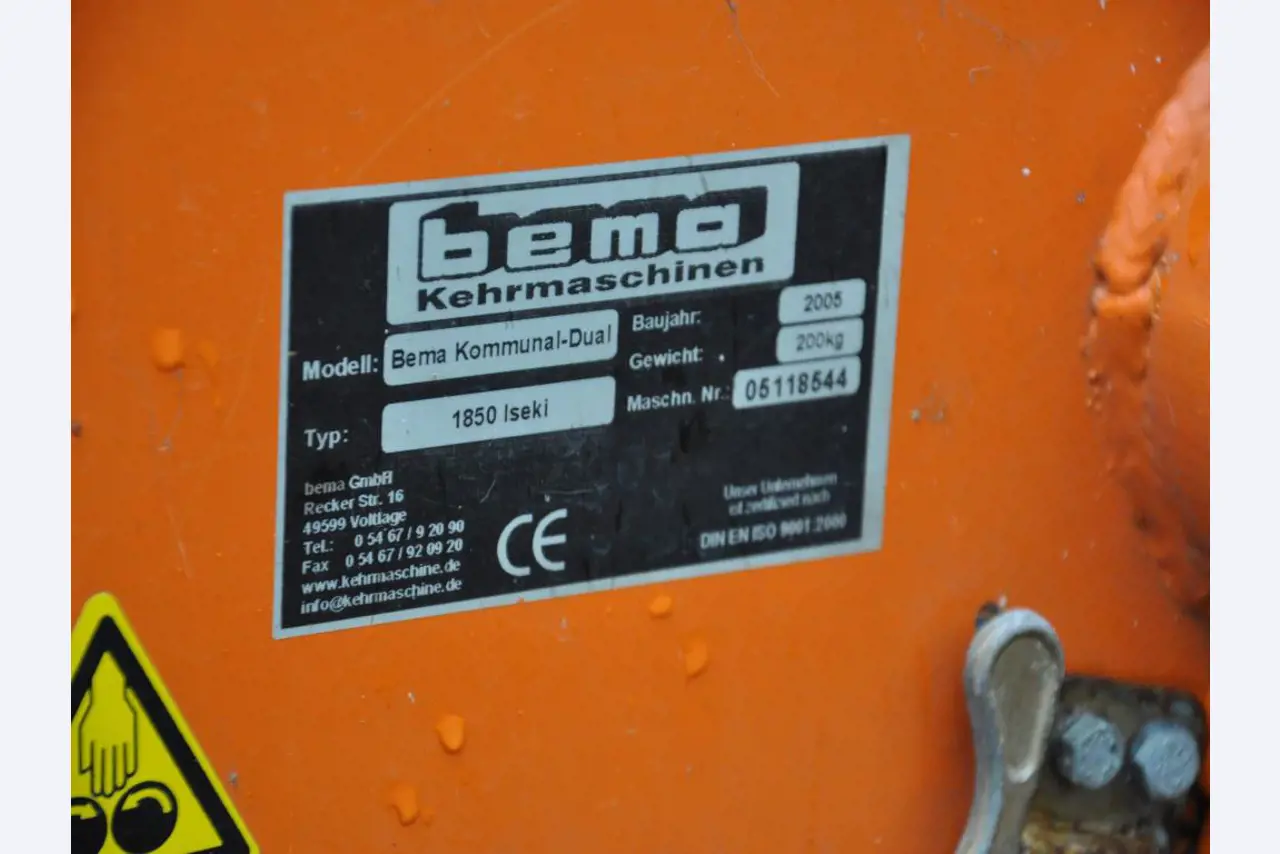 bema
Kehrmaschinen
Modell: Bema Kommunal-Dual
Typ: 1850 Iseki
Baujahr: 2005
Gewicht: 200kg
Maschn. Nr.: 05118544
bema GmbH
Recker Str. 16
49599 Voltlage
Tel.: 0 54 67 / 9 20 90
Fax 0 54 67 / 92 09 20
www.kehrmaschine.de
info@kehrmaschine.de
CE
Unser Unternehmen
ist zertifiziert nach
DIN EN ISO 9001:2000